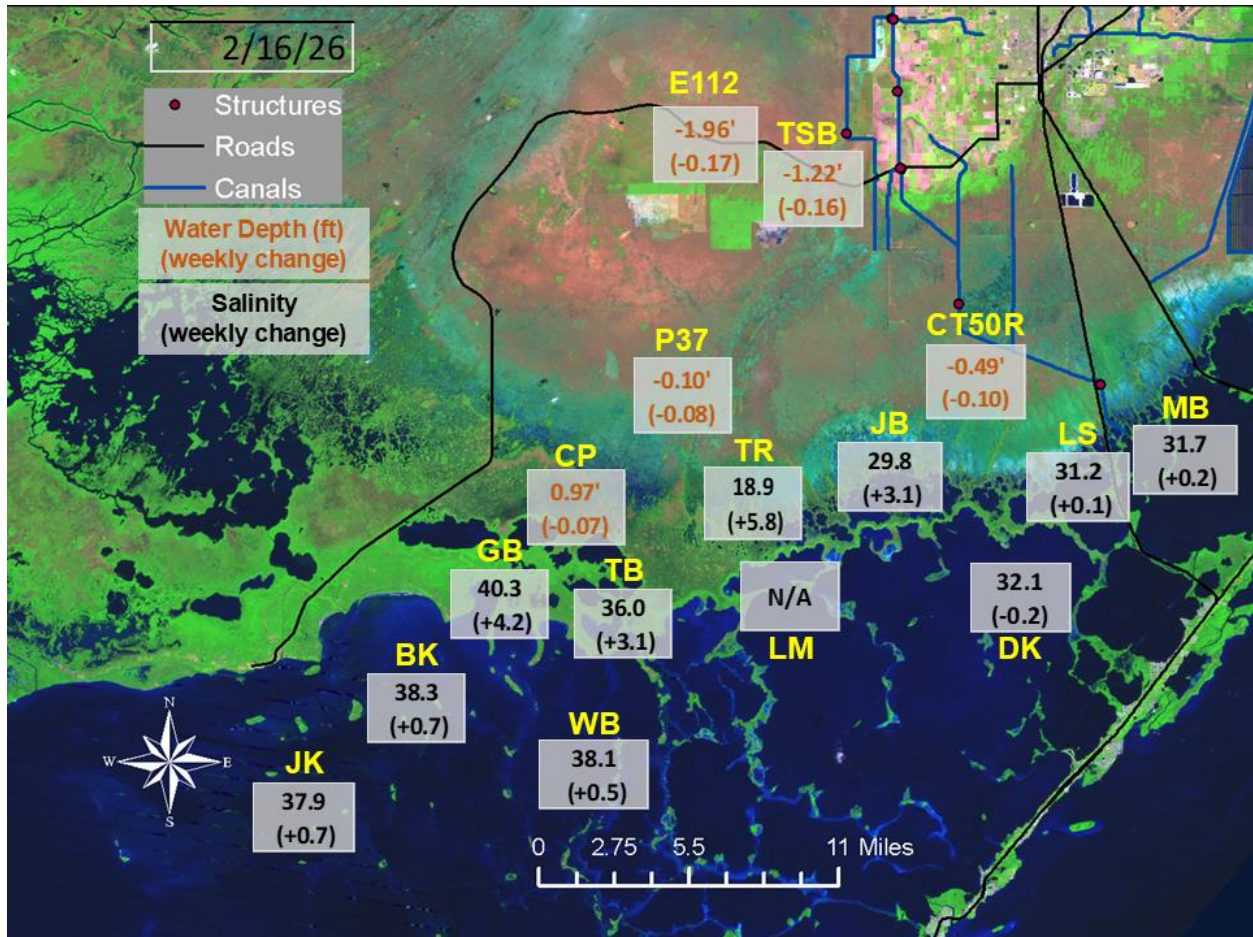 2/16/26
Structures
Roads
Canals
Water Depth (ft)
(weekly change)
Salinity
(weekly change)
E112
-1.96'
(-0.17)
TSB
-1.22'
(-0.16)
P37
-0.10'
(-0.08)
CT50R
-0.49'
(-0.10)
CP
0.97'
(-0.07)
TR
18.9
(+5.8)
JB
29.8
(+3.1)
LS
31.2
(+0.1)
MB
31.7
(+0.2)
GB
40.3
(+4.2)
TB
36.0
(+3.1)
N/A
LM
32.1
(-0.2)
DK
BK
38.3
(+0.7)
WB
38.1
(+0.5)
JK
37.9
(+0.7)
N
W E
S
0 2.75 5.5 11 Miles